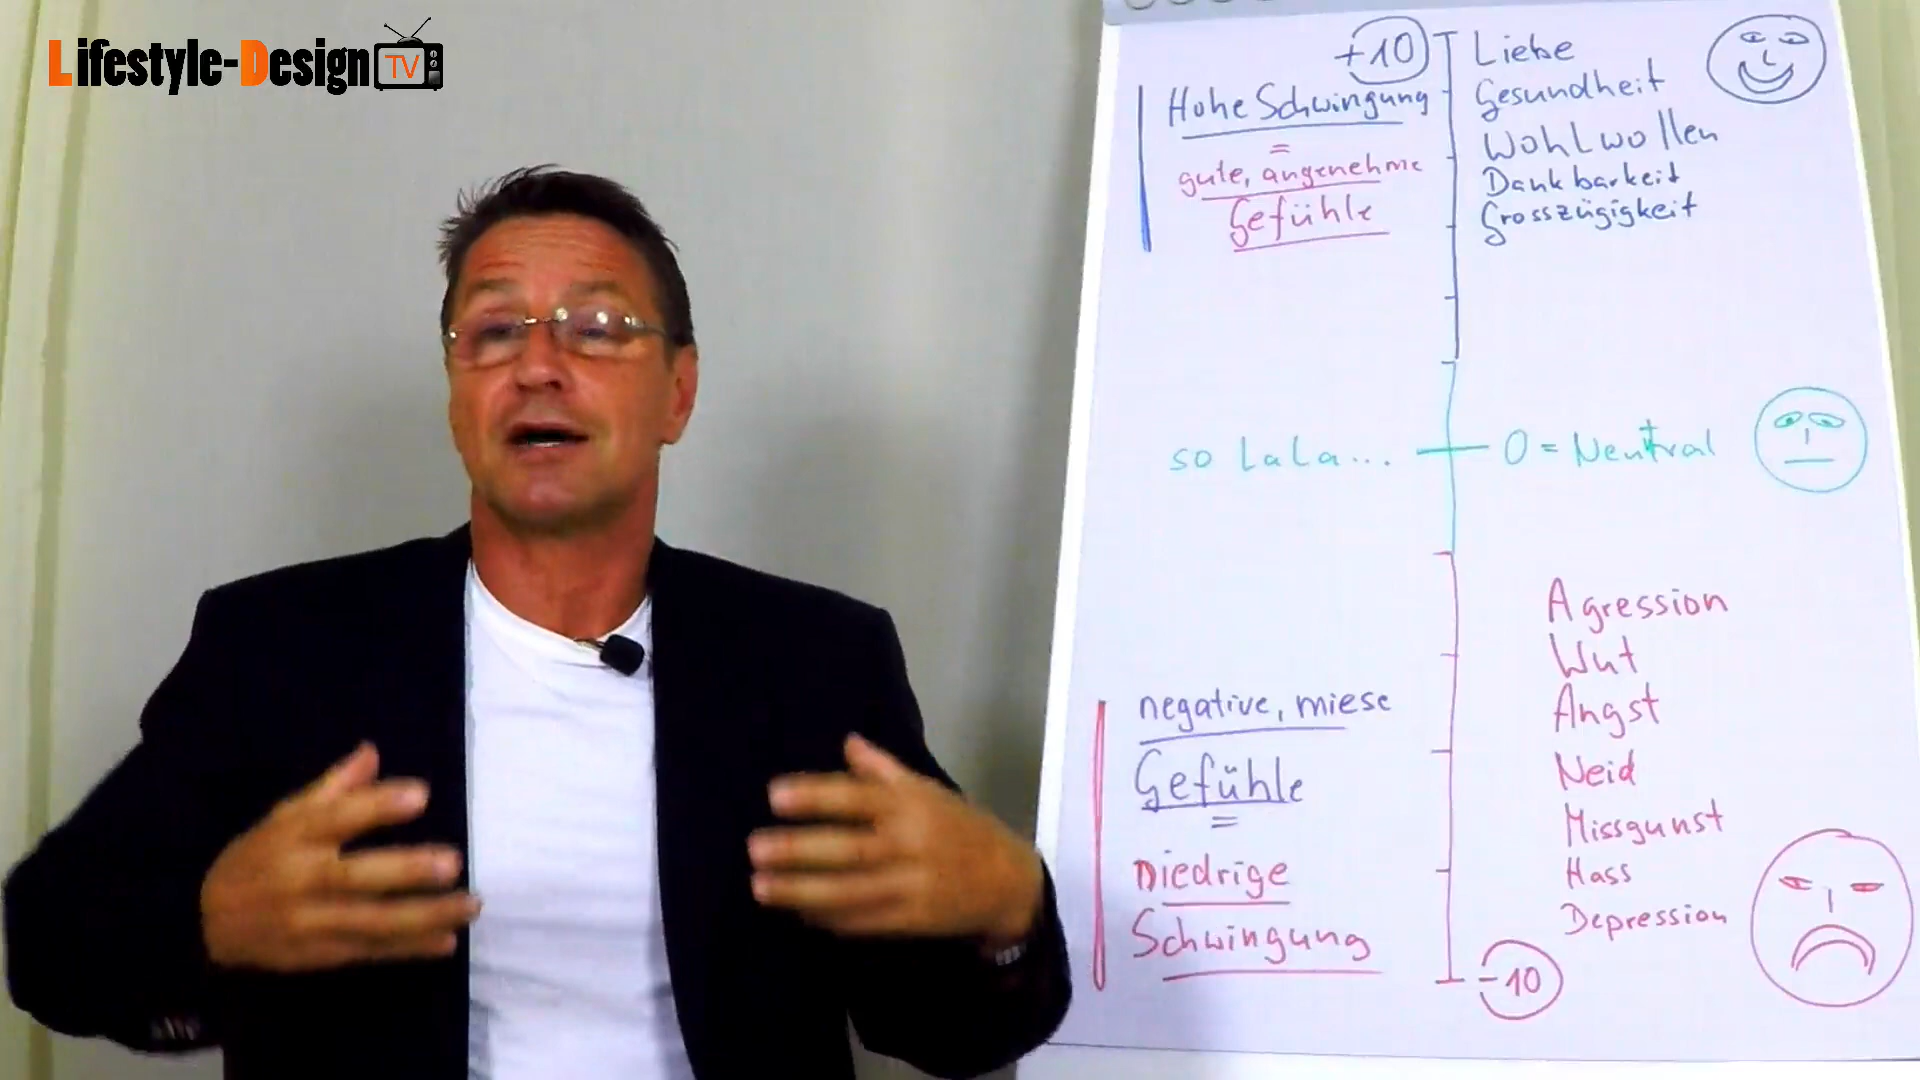 Lifestyle-Design TV
+10
Hohe Schwingung
=
gute, angenehme
Gefühle
Liebe
Gesundheit
Wohlwollen
Dankbarkeit
Grosszügigkeit
so LaLa...
0 = Neutral
Agression
Wut
Angst
Neid
Missgunst
Hass
Depression
negative, miese
Gefühle
=
Niedrige
Schwingung
-10